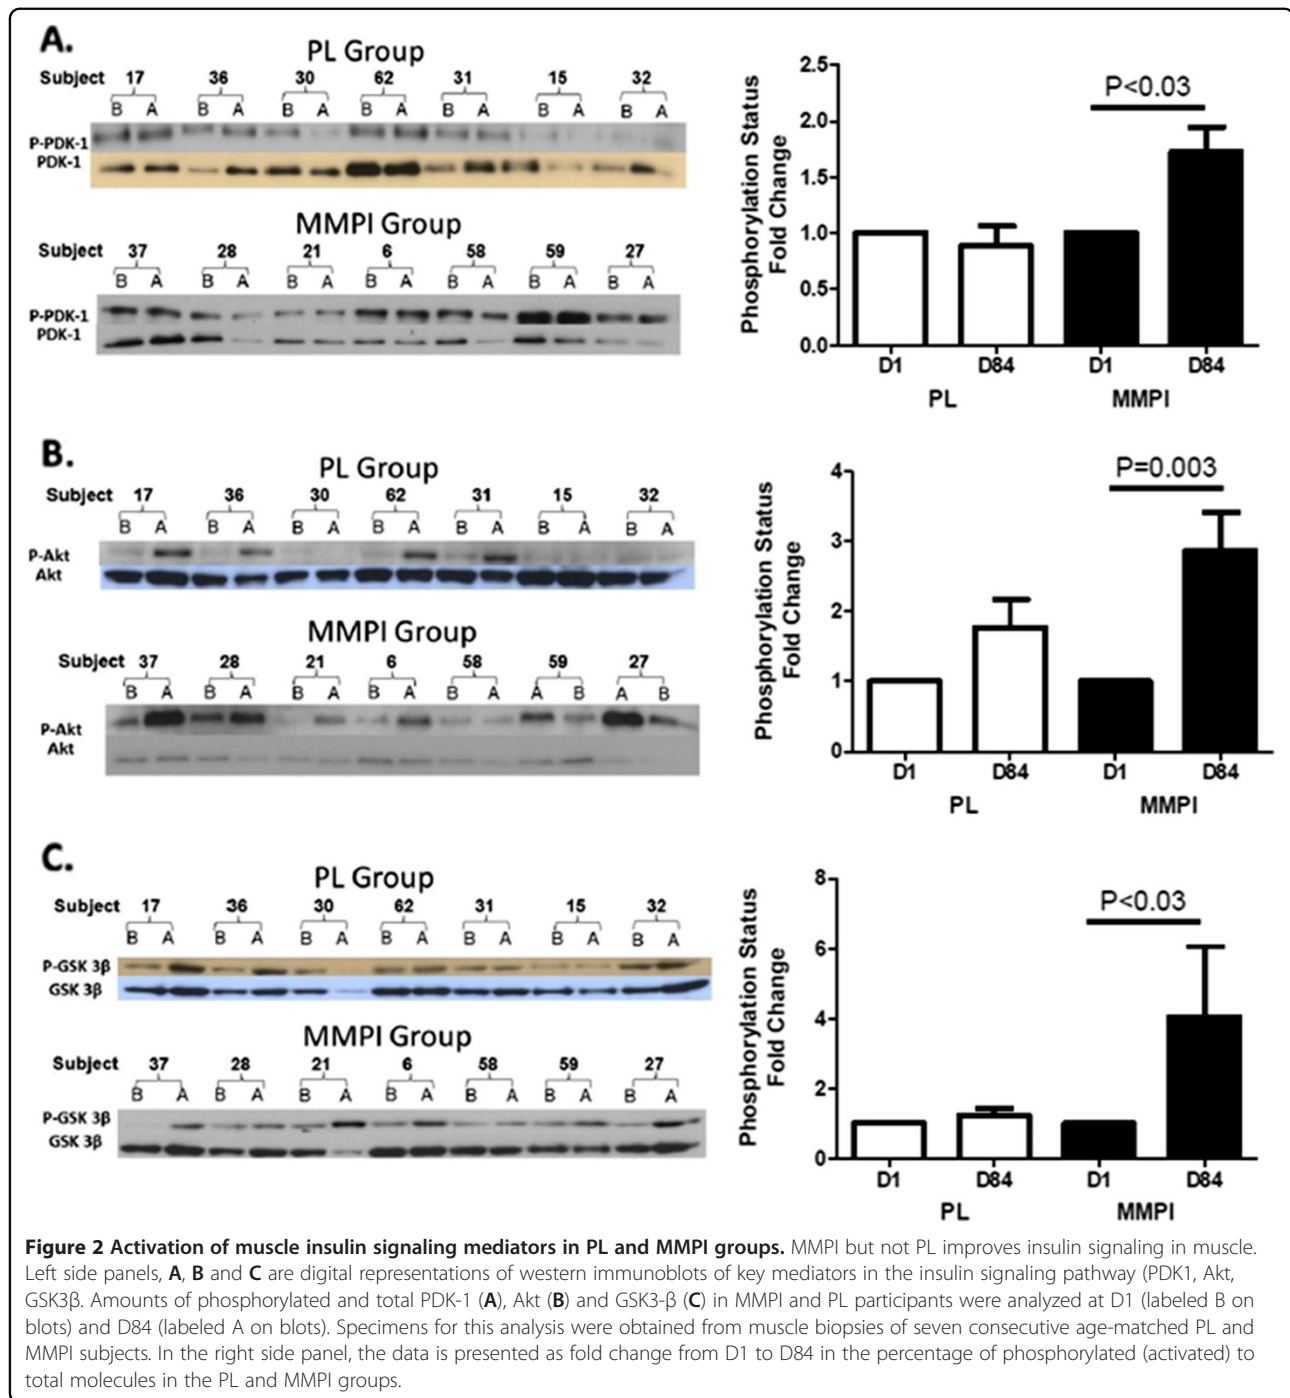 A.
PL Group
Subject 17 36 30 62 31 15 32
B A B A B A B A B A B A B A
P-PDK-1
PDK-1
MMPI Group
Subject 37 28 21 6 58 59 27
B A B A B A B A B A B A B A
P-PDK-1
PDK-1
Phosphorylation Status
Fold Change
2.5
2.0
1.5
1.0
0.5
0.0
P<0.03
D1 D84 D1 D84
PL MMPI
B.
PL Group
Subject 17 36 30 62 31 15 32
B A B A B A B A B A B A B A
P-Akt
Akt
MMPI Group
Subject 37 28 21 6 58 59 27
B A B A B A B A B A A B A B
P-Akt
Akt
Phosphorylation Status
Fold Change
4
3
2
1
0
P=0.003
D1 D84 D1 D84
PL MMPI
C.
PL Group
Subject 17 36 30 62 31 15 32
B A B A B A B A B A B A B A
P-GSK 3β
GSK 3β
MMPI Group
Subject 37 28 21 6 58 59 27
B A B A B A B A B A B A B A
P-GSK 3β
GSK 3β
Phosphorylation Status
Fold Change
8
6
4
2
0
P<0.03
D1 D84 D1 D84
PL MMPI
Figure 2 Activation of muscle insulin signaling mediators in PL and MMPI groups. MMPI but not PL improves insulin signaling in muscle.
Left side panels, A, B and C are digital representations of western immunoblots of key mediators in the insulin signaling pathway (PDK1, Akt,
GSK3β. Amounts of phosphorylated and total PDK-1 (A), Akt (B) and GSK3-β (C) in MMPI and PL participants were analyzed at D1 (labeled B on
blots) and D84 (labeled A on blots). Specimens for this analysis were obtained from muscle biopsies of seven consecutive age-matched PL and
MMPI subjects. In the right side panel, the data is presented as fold change from D1 to D84 in the percentage of phosphorylated (activated) to
total molecules in the PL and MMPI groups.